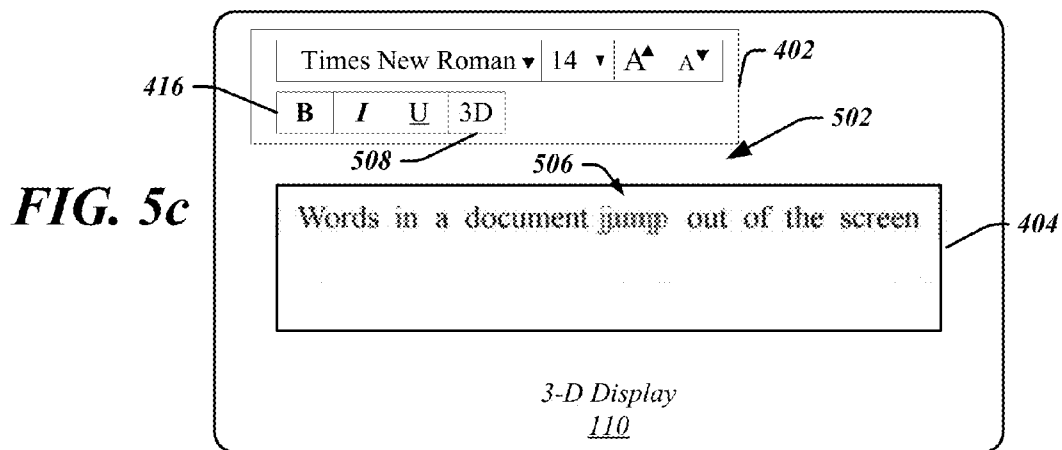 Times New Roman ▾ 14 ▾ A▲ A▼
402
416
B I U 3D
502
508
506
FIG. 5c
Words in a document jump out of the screen
404
3-D Display
110